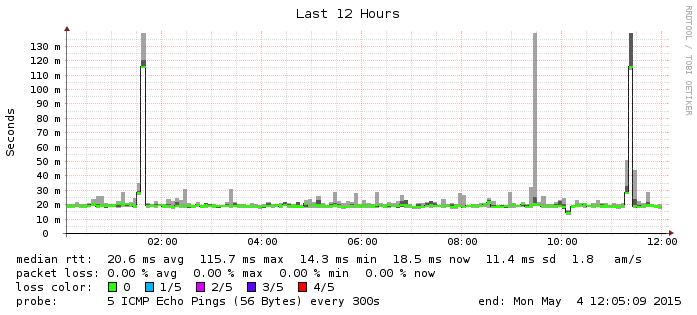 Last 12 Hours
RRDTOOL / TOBI OETIKER
Seconds
130 m
120 m
110 m
100 m
90 m
80 m
70 m
60 m
50 m
40 m
30 m
20 m
10 m
0
02:00 04:00 06:00 08:00 10:00 12:00
median rtt: 20.6 ms avg 115.7 ms max 14.3 ms min 18.5 ms now 11.4 ms sd 1.8 am/s
packet loss: 0.00 % avg 0.00 % max 0.00 % min 0.00 % now
loss color: 0 1/5 2/5 3/5 4/5
probe: 5 ICMP Echo Pings (56 Bytes) every 300s end: Mon May 4 12:05:09 2015